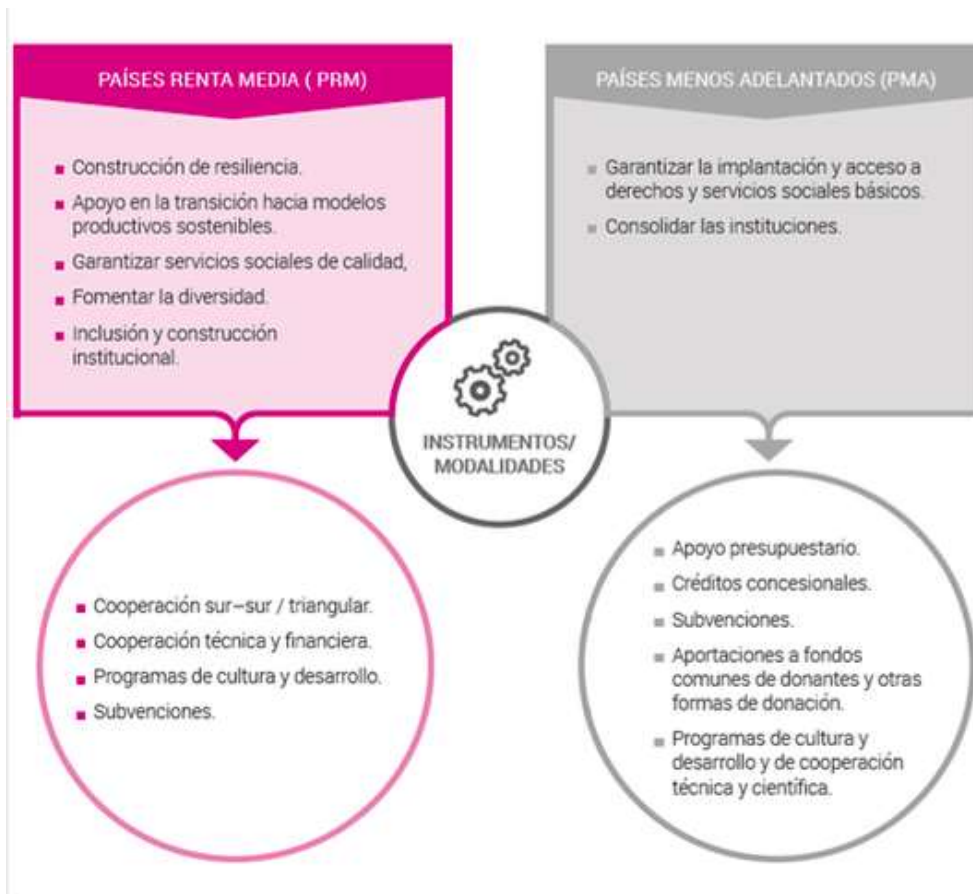 PAÍSES RENTA MEDIA ( PRM)
Construcción de resiliencia.
Apoyo en la transición hacia modelos
productivos sostenibles.
Garantizar servicios sociales de calidad,
Fomentar la diversidad.
Inclusión y construcción
institucional.
PAÍSES MENOS ADELANTADOS (PMA)
Garantizar la implantación y acceso a
derechos y servicios sociales básicos.
Consolidar las instituciones.
INSTRUMENTOS/
MODALIDADES
Cooperación sur–sur / triangular.
Cooperación técnica y financiera.
Programas de cultura y desarrollo.
Subvenciones.
Apoyo presupuestario.
Créditos concesionales.
Subvenciones.
Aportaciones a fondos
comunes de donantes y otras
formas de donación.
Programas de cultura y
desarrollo y de cooperación
técnica y científica.